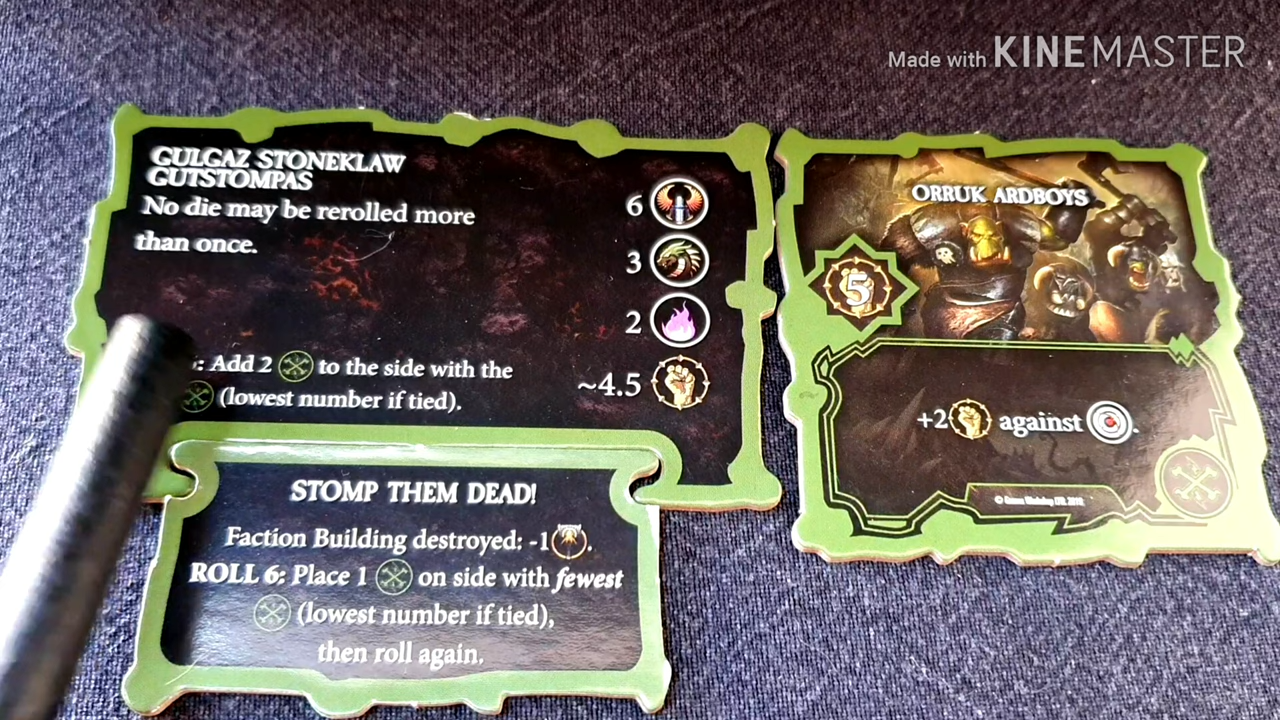 Made with KINEMASTER
GULGAZ STONEKLAW
GUTSTOMPAS
No die may be rerolled more
than once.
6
3
2
~4.5
: Add 2 to the side with the
(lowest number if tied).
STOMP THEM DEAD!
Faction Building destroyed: -1.
ROLL 6: Place 1 on side with fewest
(lowest number if tied),
then roll again.
ORRUK ARDBOYS
5
+2 against .
© Games Workshop LTD.